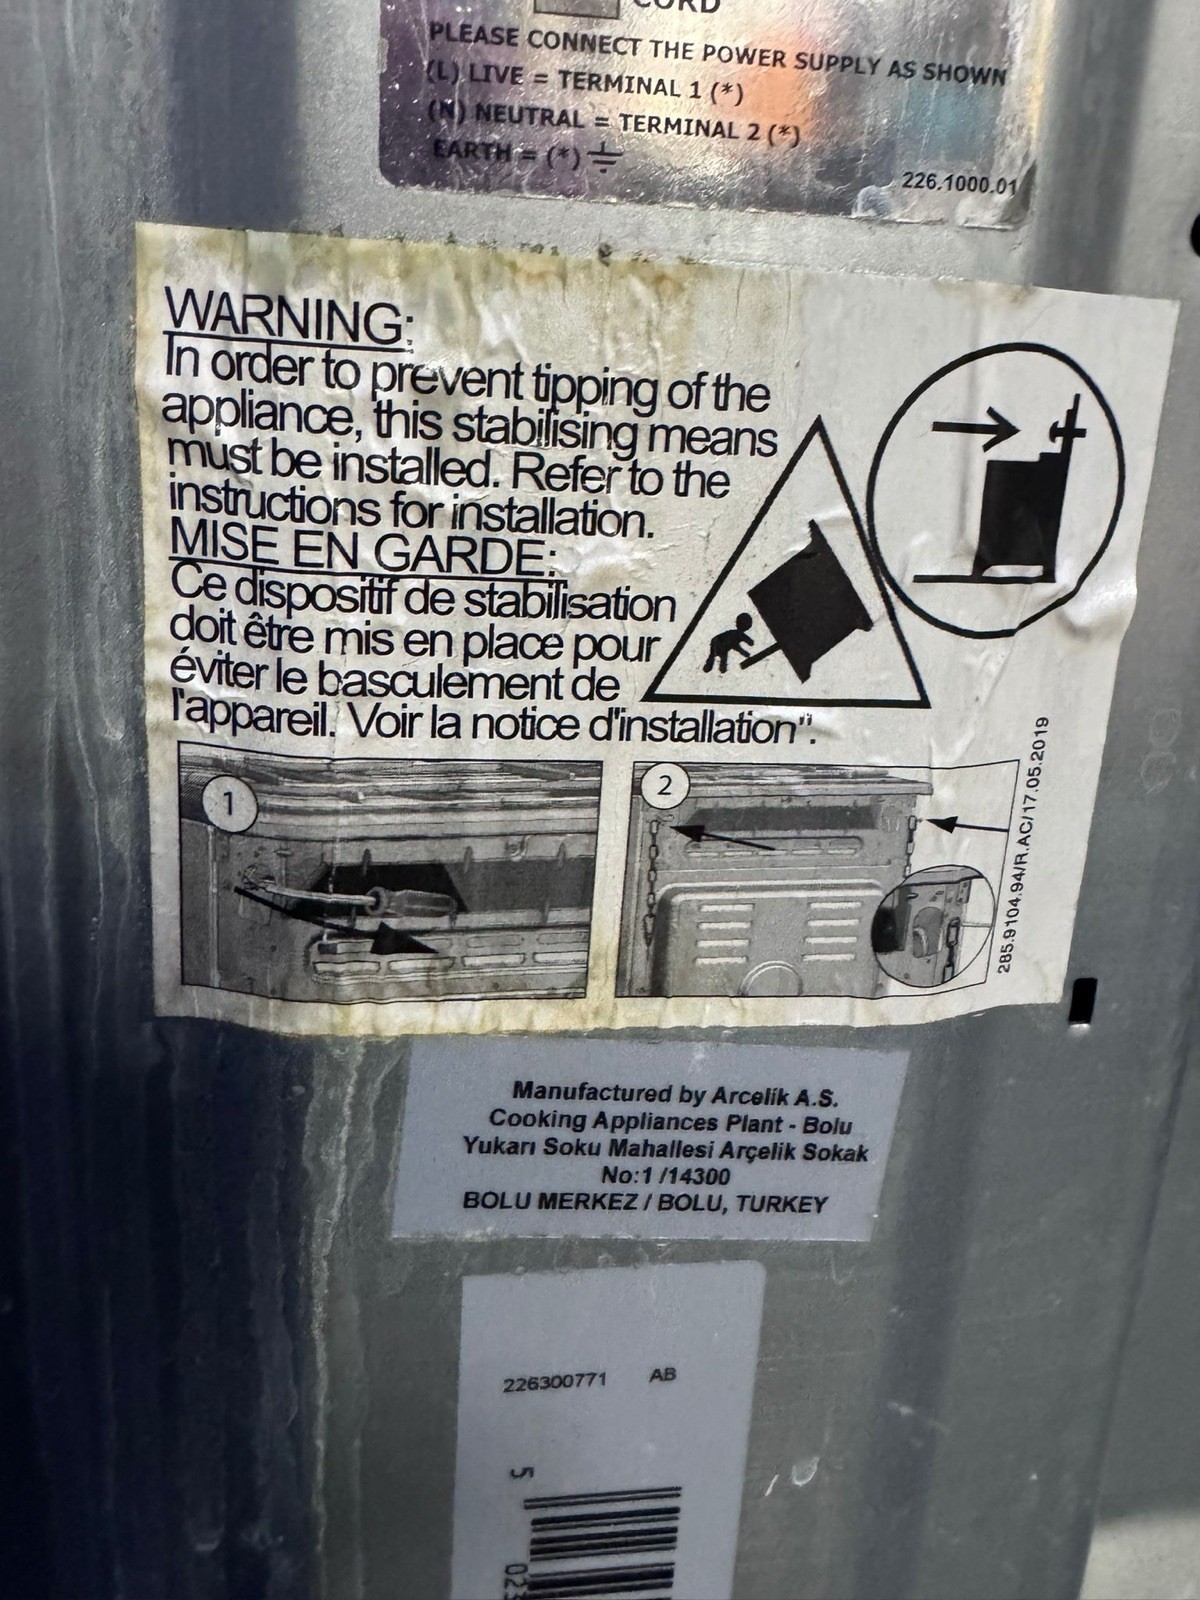 CORD
PLEASE CONNECT THE POWER SUPPLY AS SHOWN
(L) LIVE = TERMINAL 1 (*)
(N) NEUTRAL = TERMINAL 2 (*)
EARTH = (*)
226.1000.01
WARNING:
In order to prevent tipping of the
appliance, this stabilising means
must be installed. Refer to the
instructions for installation.
MISE EN GARDE:
Ce dispositif de stabilisation
doit être mis en place pour
éviter le basculement de
l'appareil. Voir la notice d'installation".
1
2
285.9104.94/R.AC/17.05.2019
Manufactured by Arcelik A.S.
Cooking Appliances Plant - Bolu
Yukarı Soku Mahallesi Arçelik Sokak
No:1 /14300
BOLU MERKEZ / BOLU, TURKEY
226300771 AB
5
023